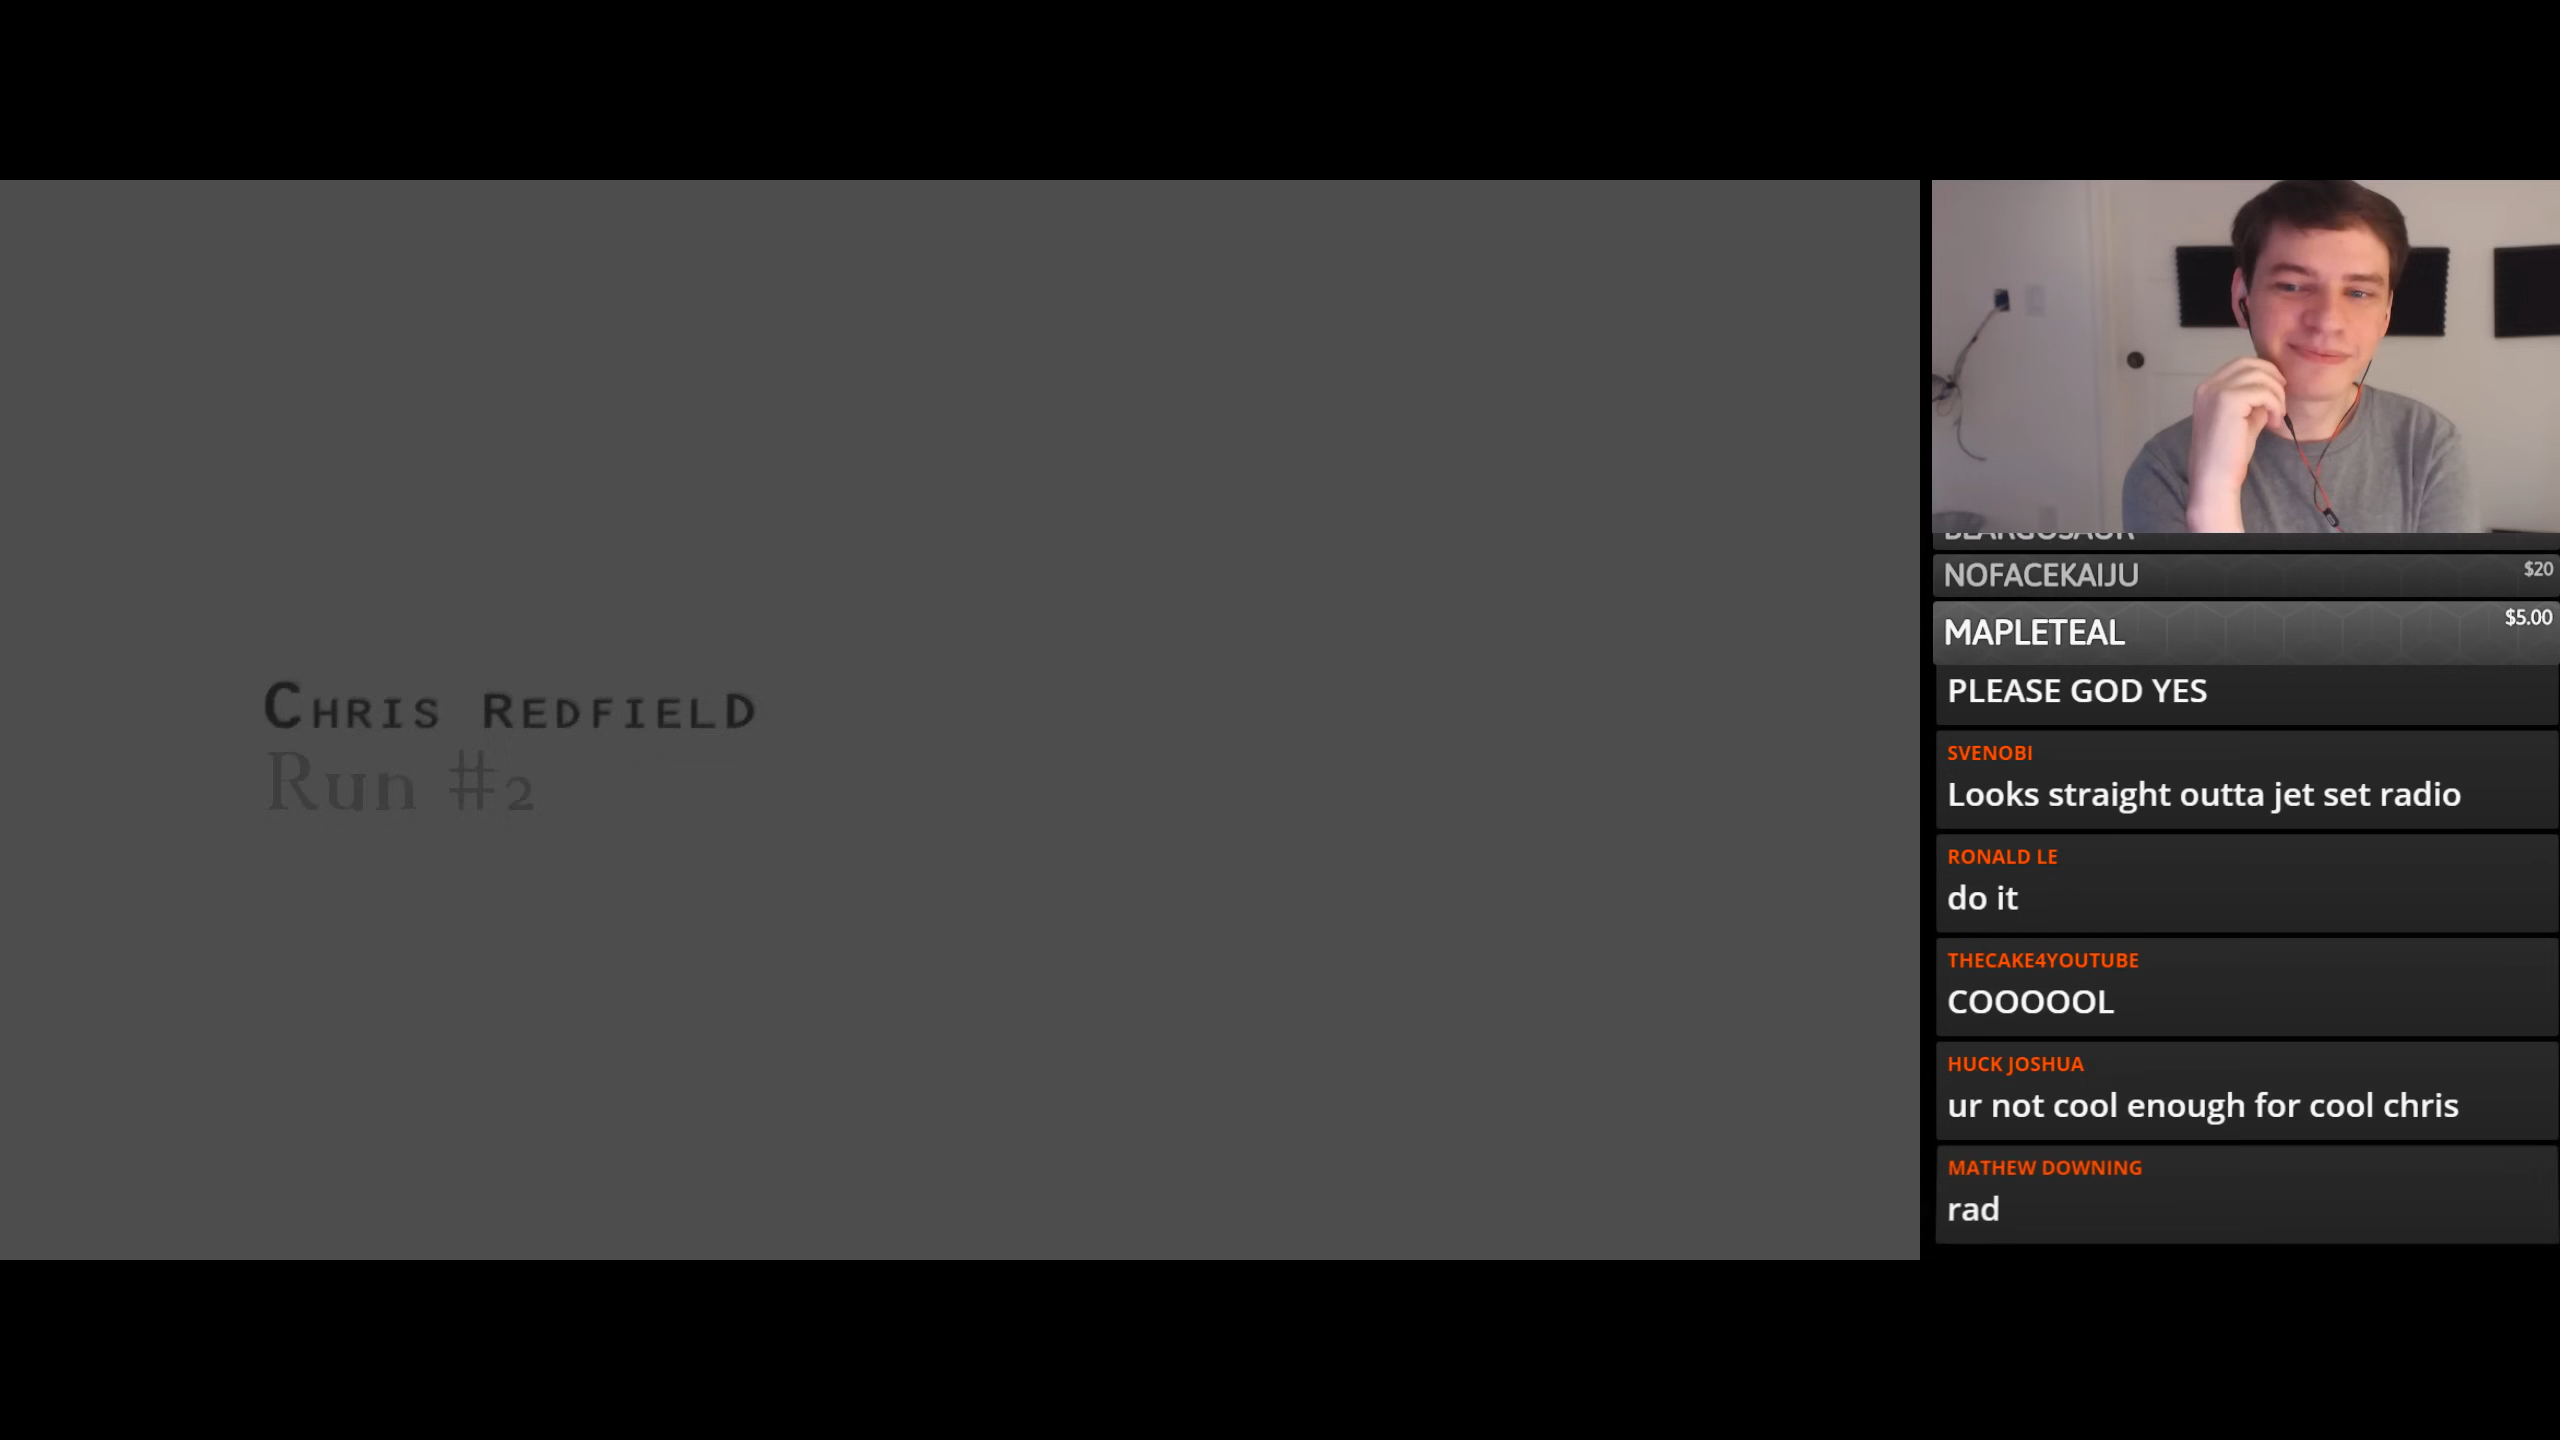 Chris Redfield
Run #2
BEARGOSAUR
NOFACEKAIJU $20
MAPLETEAL $5.00
PLEASE GOD YES
SVENOBI
Looks straight outta jet set radio
RONALD LE
do it
THECAKE4YOUTUBE
COOOOOL
HUCK JOSHUA
ur not cool enough for cool chris
MATHEW DOWNING
rad